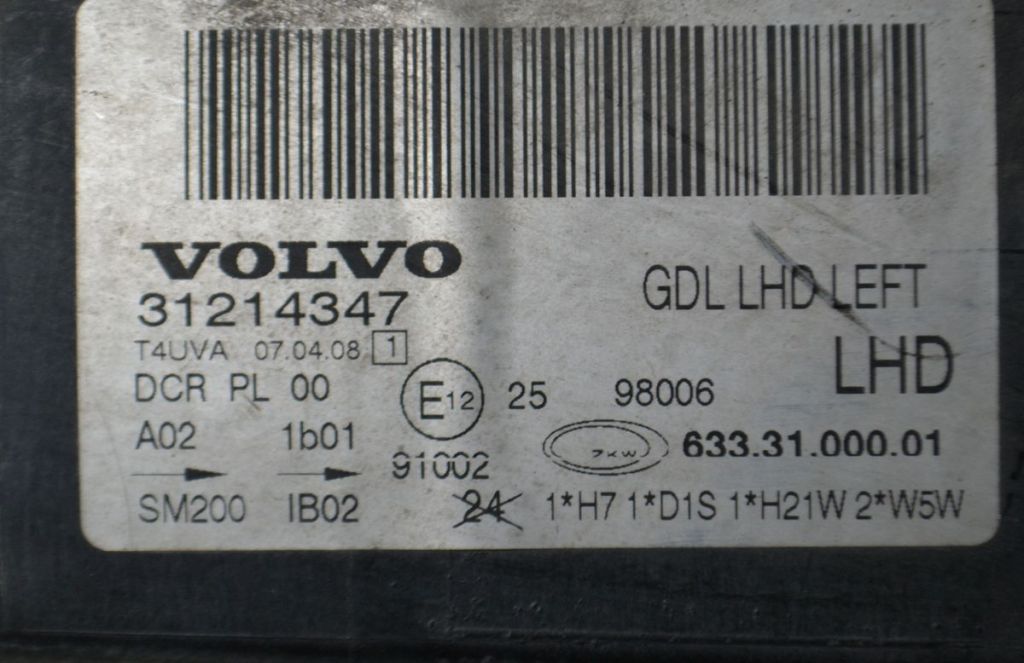 VOLVO
31214347
GDL LHD LEFT
T4UVA 07.04.08 1
LHD
DCR PL 00
E12 25 98006
A02 1b01
ZKW 633.31.000.01
91002
SM200 IB02 24 1*H7 1*D1S 1*H21W 2*W5W